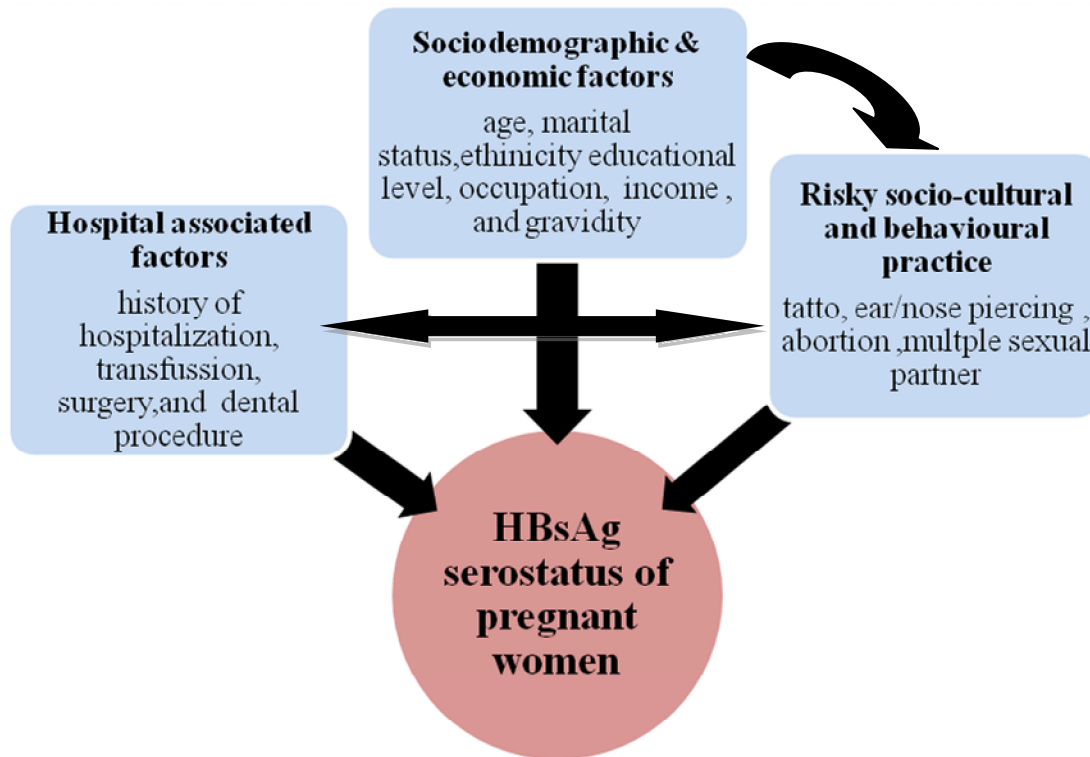 Sociodemographic &
economic factors
age, marital
status,ethinicity educational
level, occupation, income ,
and gravidity
Hospital associated
factors
history of
hospitalization,
transfussion,
surgery,and dental
procedure
Risky socio-cultural
and behavioural
practice
tatto, ear/nose piercing ,
abortion ,multple sexual
partner
HBsAg
serostatus of
pregnant
women